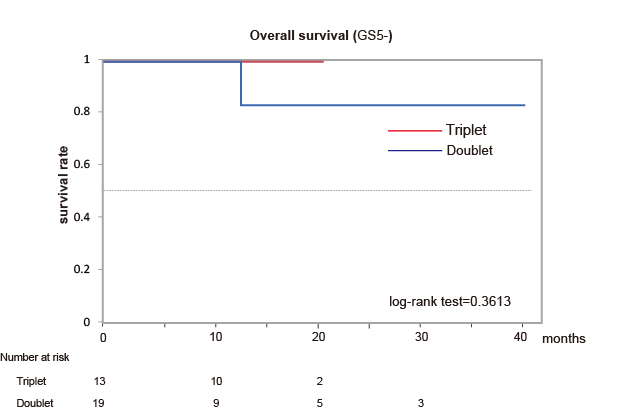 Overall survival (GS5-)
1
0.8
0.6
0.4
0.2
0
survival rate
Triplet
Doublet
log-rank test=0.3613
0 10 20 30 40 months
Number at risk
Triplet 13 10 2
Doublet 19 9 5 3